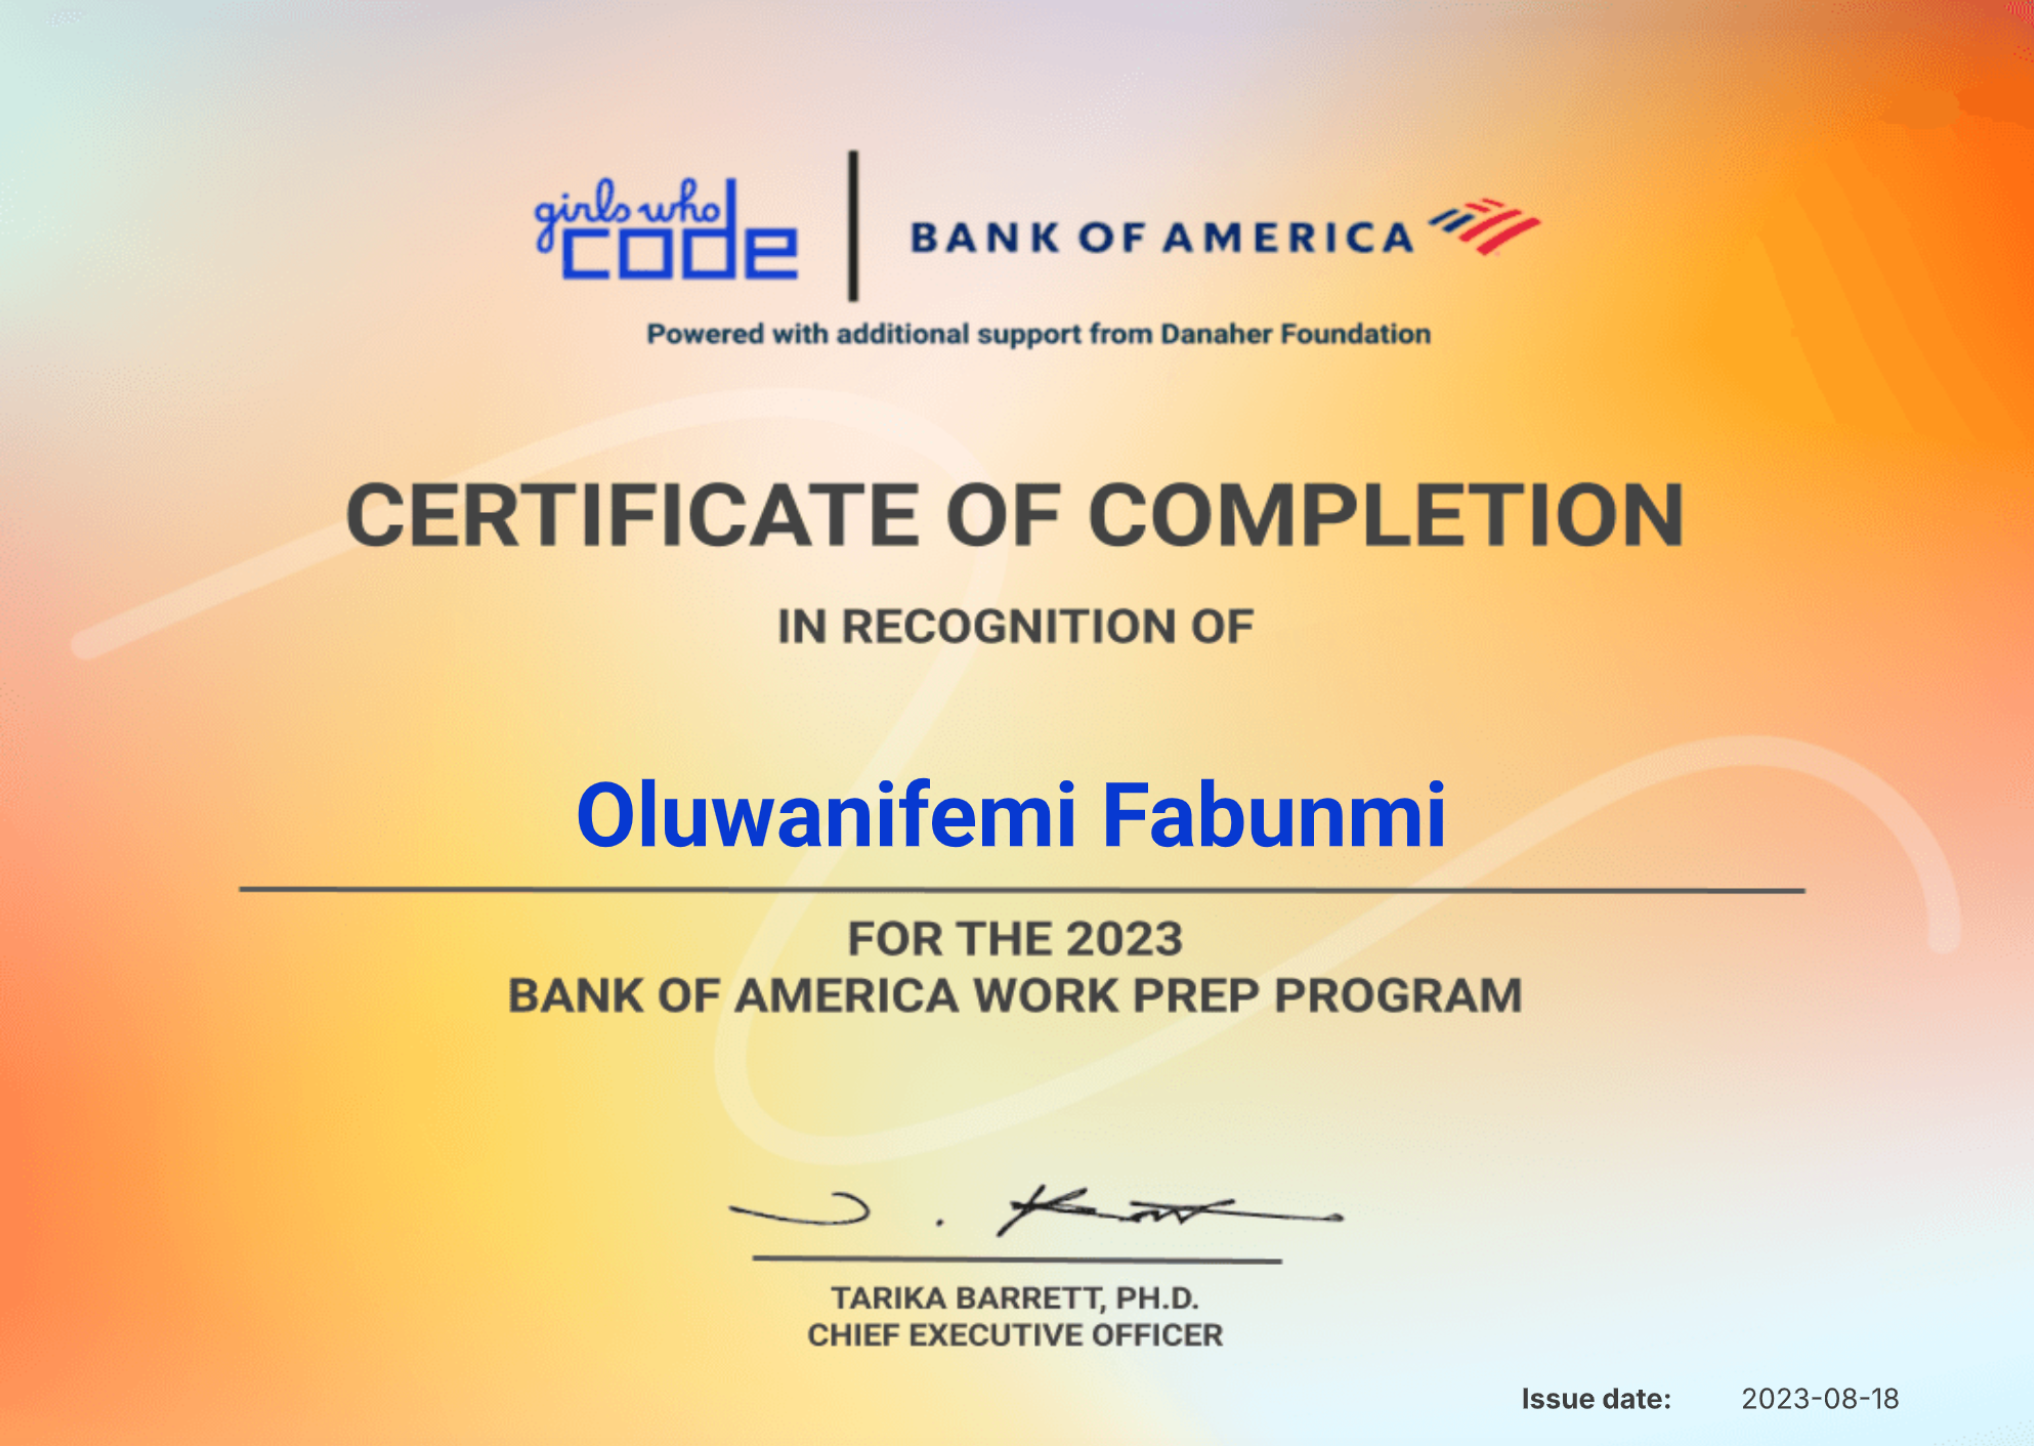 girls who
code
BANK OF AMERICA
Powered with additional support from Danaher Foundation
CERTIFICATE OF COMPLETION
IN RECOGNITION OF
Oluwanifemi Fabunmi
FOR THE 2023
BANK OF AMERICA WORK PREP PROGRAM
TARIKA BARRETT, PH.D.
CHIEF EXECUTIVE OFFICER
Issue date: 2023-08-18